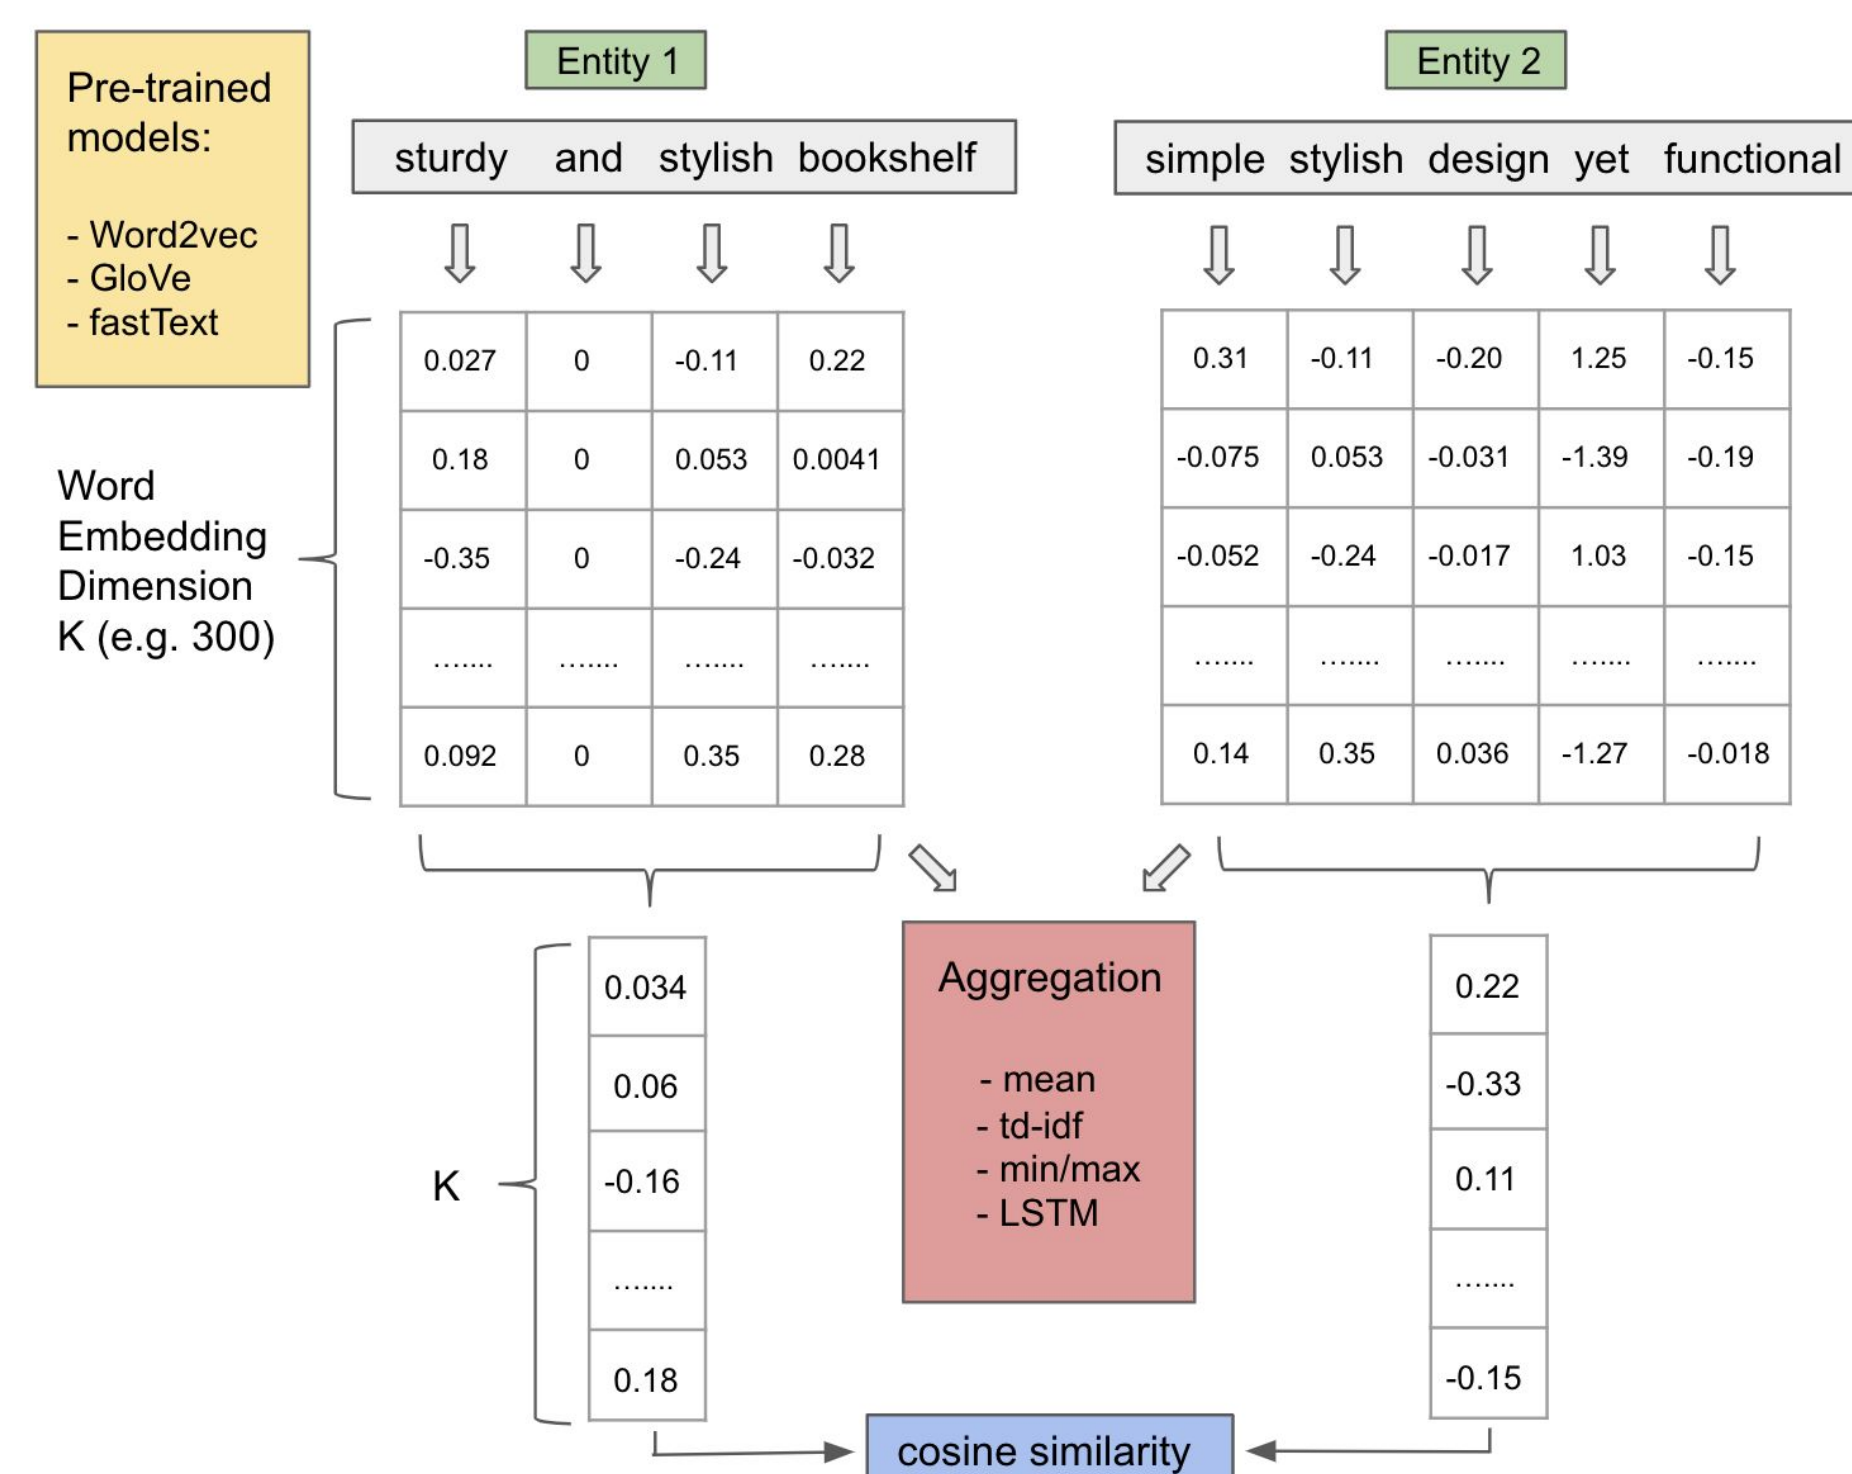 Pre-trained
models:
- Word2vec
- GloVe
- fastText
Entity 1
Entity 2
sturdy and stylish bookshelf
simple stylish design yet functional
Word
Embedding
Dimension
K (e.g. 300)
0.027 0 -0.11 0.22
0.18 0 0.053 0.0041
-0.35 0 -0.24 -0.032
....... ....... ....... .......
0.092 0 0.35 0.28
0.31 -0.11 -0.20 1.25 -0.15
-0.075 0.053 -0.031 -1.39 -0.19
-0.052 -0.24 -0.017 1.03 -0.15
....... ....... ....... ....... .......
0.14 0.35 0.036 -1.27 -0.018
K
0.034
0.06
-0.16
.......
0.18
Aggregation
- mean
- td-idf
- min/max
- LSTM
0.22
-0.33
0.11
.......
-0.15
cosine similarity